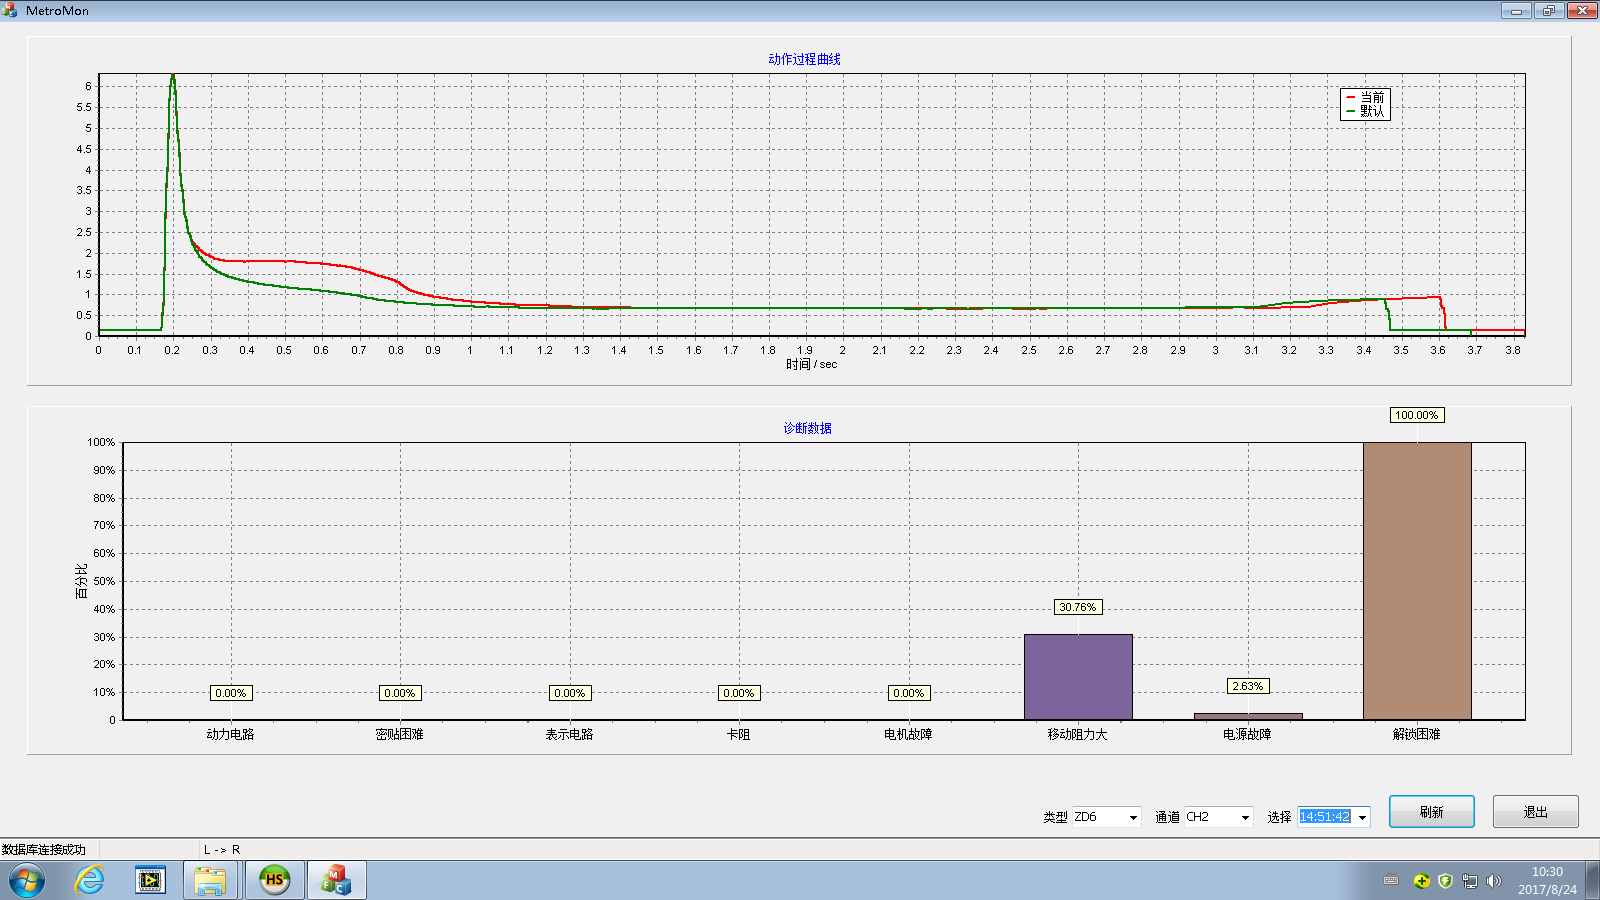 MetroMon
动作过程曲线
当前
默认
6
5.5
5
4.5
4
3.5
3
2.5
2
1.5
1
0.5
0
0 0.1 0.2 0.3 0.4 0.5 0.6 0.7 0.8 0.9 1 1.1 1.2 1.3 1.4 1.5 1.6 1.7 1.8 1.9 2 2.1 2.2 2.3 2.4 2.5 2.6 2.7 2.8 2.9 3 3.1 3.2 3.3 3.4 3.5 3.6 3.7 3.8
时间 / sec
诊断数据
百分比
100%
90%
80%
70%
60%
50%
40%
30%
20%
10%
0
0.00% 0.00% 0.00% 0.00% 0.00% 30.76% 2.63% 100.00%
动力电路 密贴困难 表示电路 卡阻 电机故障 移动阻力大 电源故障 解锁困难
类型 ZD6 通道 CH2 选择 14:51:42 刷新 退出
数据库连接成功 L -> R
HS
M
F C
10:30
2017/8/24